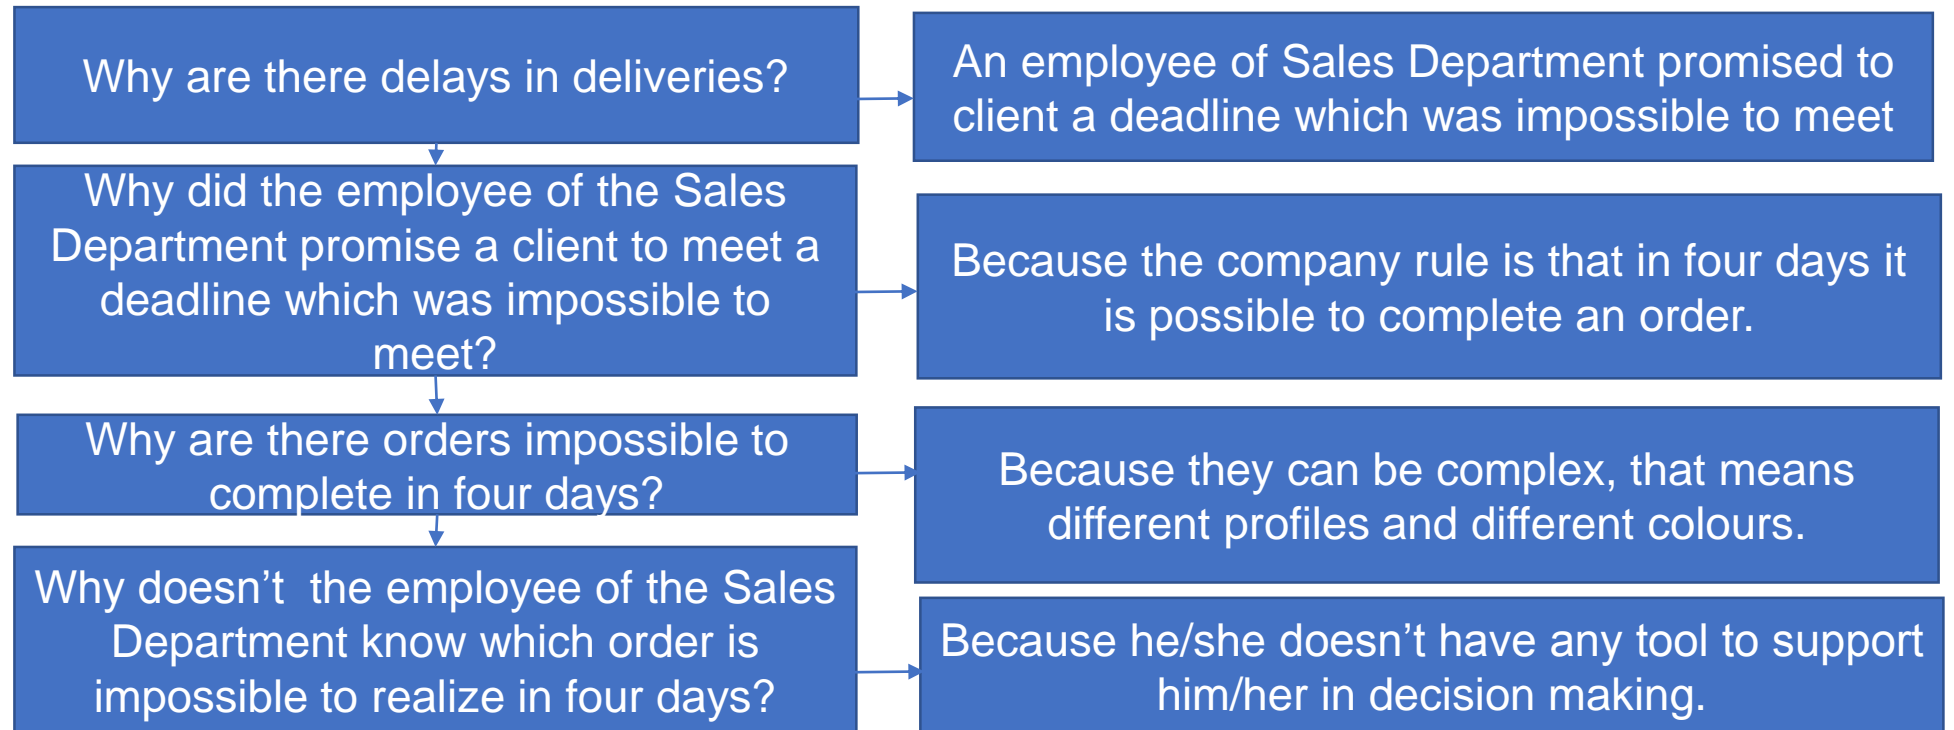 Why are there delays in deliveries?
An employee of Sales Department promised to
client a deadline which was impossible to meet
Why did the employee of the Sales
Department promise a client to meet a
deadline which was impossible to
meet?
Because the company rule is that in four days it
is possible to complete an order.
Why are there orders impossible to
complete in four days?
Because they can be complex, that means
different profiles and different colours.
Why doesn’t  the employee of the Sales
Department know which order is
impossible to realize in four days?
Because he/she doesn’t have any tool to support
him/her in decision making.